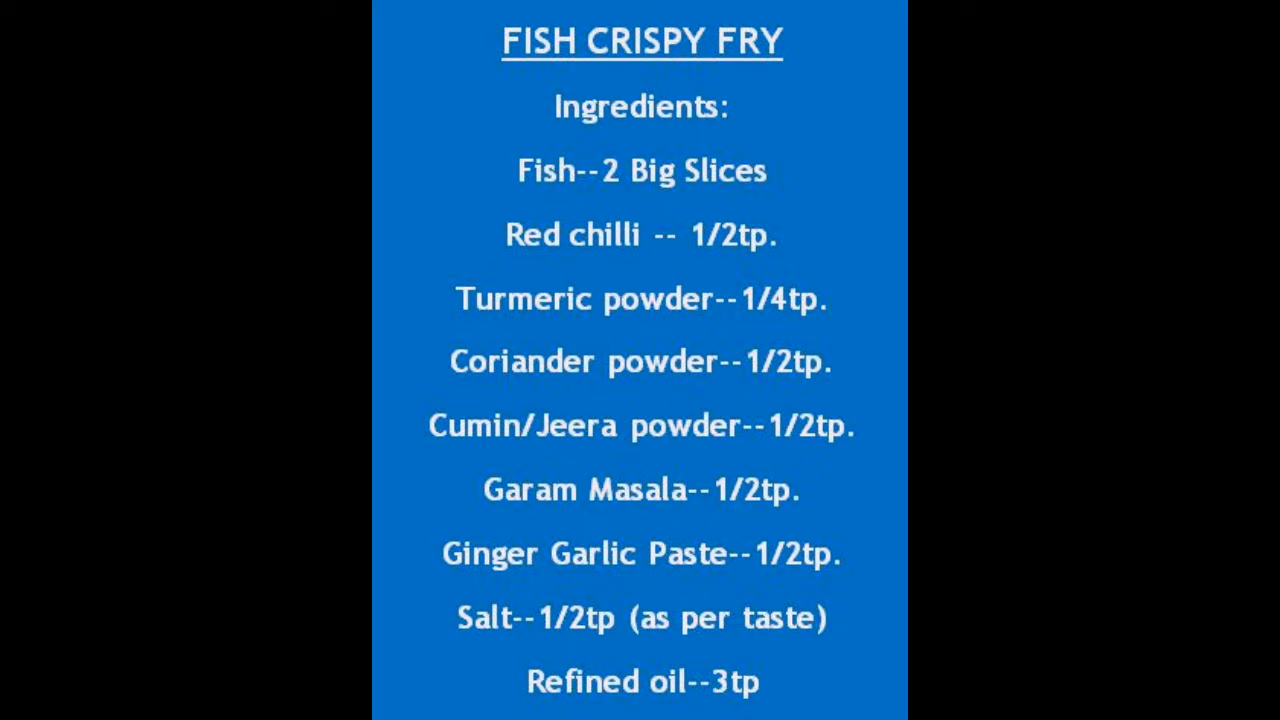 FISH CRISPY FRY
Ingredients:
Fish--2 Big Slices
Red chilli -- 1/2tp.
Turmeric powder--1/4tp.
Coriander powder--1/2tp.
Cumin/Jeera powder--1/2tp.
Garam Masala--1/2tp.
Ginger Garlic Paste--1/2tp.
Salt--1/2tp (as per taste)
Refined oil--3tp